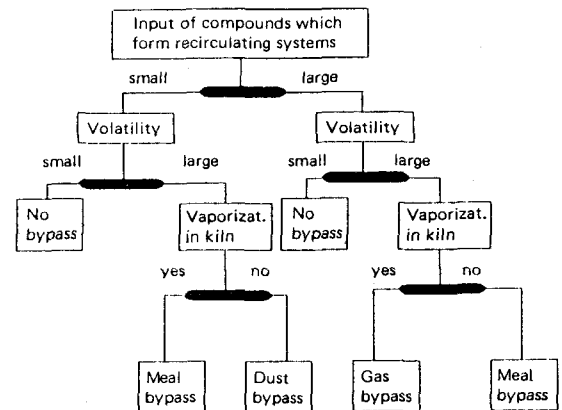 Input of compounds which
form recirculating systems
small
large
Volatility
Volatility
small
large
small
large
No
bypass
Vaporizat.
in kiln
No
bypass
Vaporizat.
in kiln
yes
no
yes
no
Meal
bypass
Dust
bypass
Gas
bypass
Meal
bypass